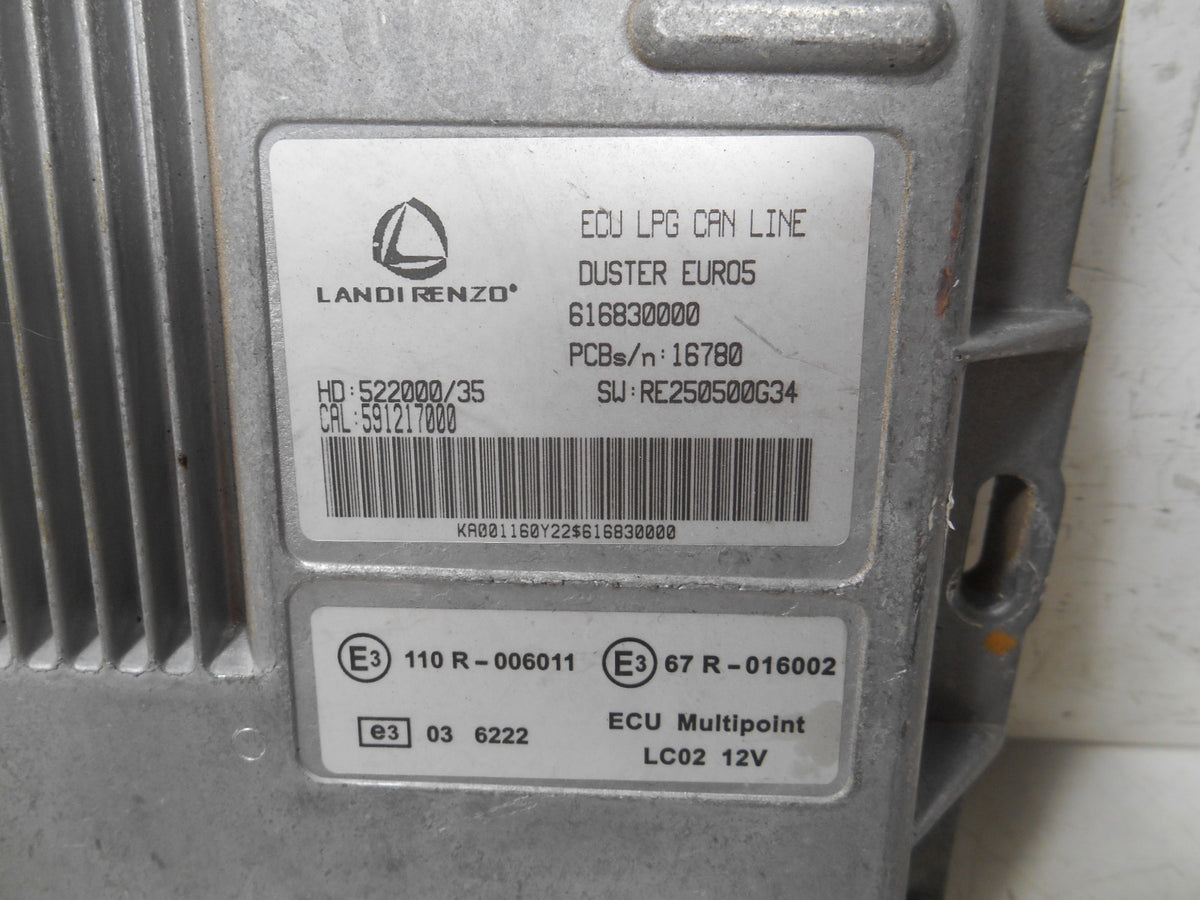 LANDIRENZO®
ECU LPG CAN LINE
DUSTER EURO5
616830000
PCBs/n:16780
HD:522000/35 SW:RE250500G34
CAL:591217000
KA001160Y22$616830000
E3 110 R-006011 E3 67 R-016002
e3 03 6222 ECU Multipoint
LC02 12V